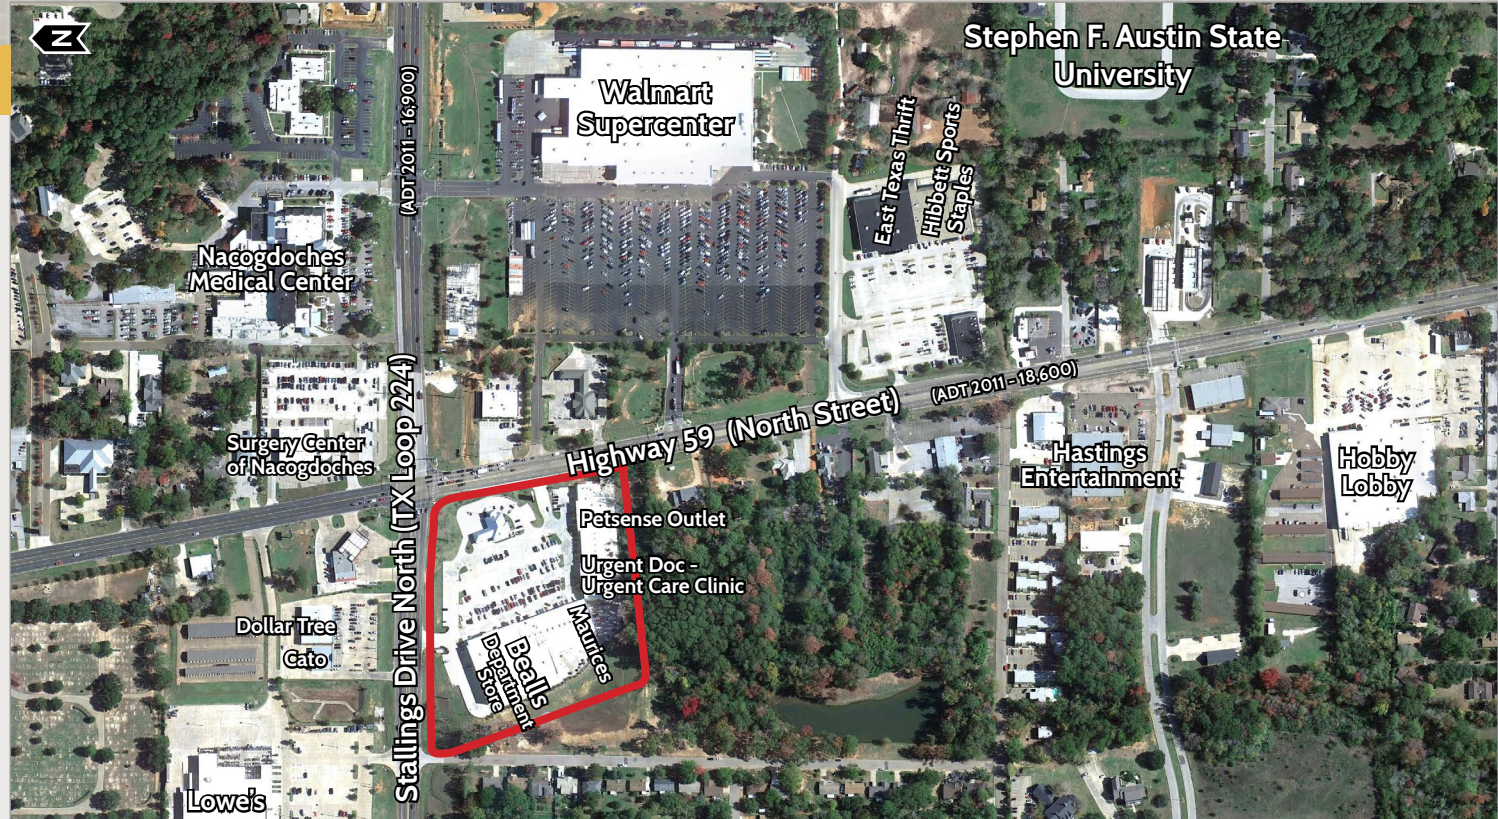 N
Stephen F. Austin State
University
Walmart
Supercenter
(ADT 2011 - 16,900)
East Texas Thrift
Hibbett Sports
Staples
Nacogdoches
Medical Center
Surgery Center
of Nacogdoches
Stallings Drive North (TX Loop 224)
Highway 59 (North Street)
(ADT 2011 - 18,600)
Hastings
Entertainment
Hobby
Lobby
Petsense Outlet
Urgent Doc -
Urgent Care Clinic
Maurices
Bealls
Department
Store
Dollar Tree
Cato
Lowe's